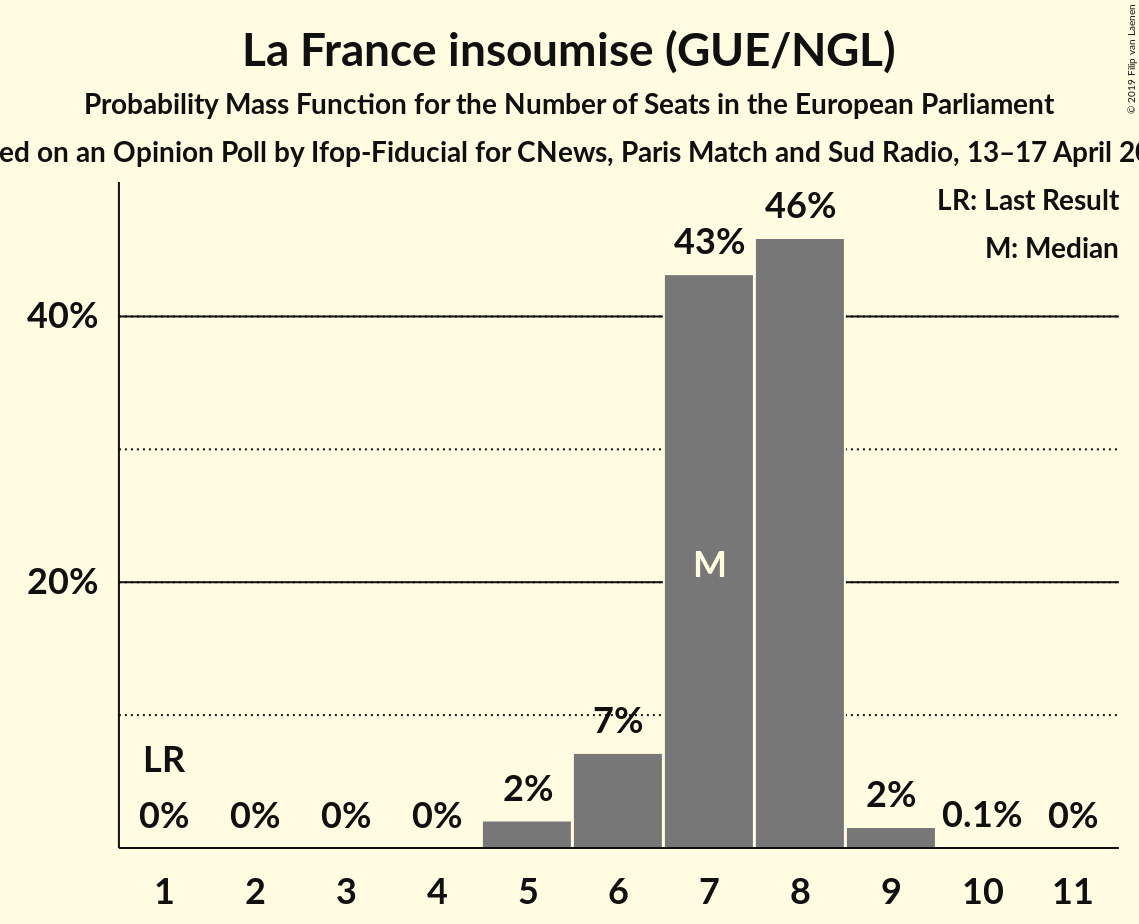 La France insoumise (GUE/NGL)
Probability Mass Function for the Number of Seats in the European Parliament
ed on an Opinion Poll by Ifop-Fiducial for CNews, Paris Match and Sud Radio, 13–17 April 20
© 2019 Filip van Laenen
LR: Last Result
M: Median
46%
43%
40%
M
20%
7%
LR
2%
2%
0% 0% 0% 0% 0.1% 0%
1 2 3 4 5 6 7 8 9 10 11